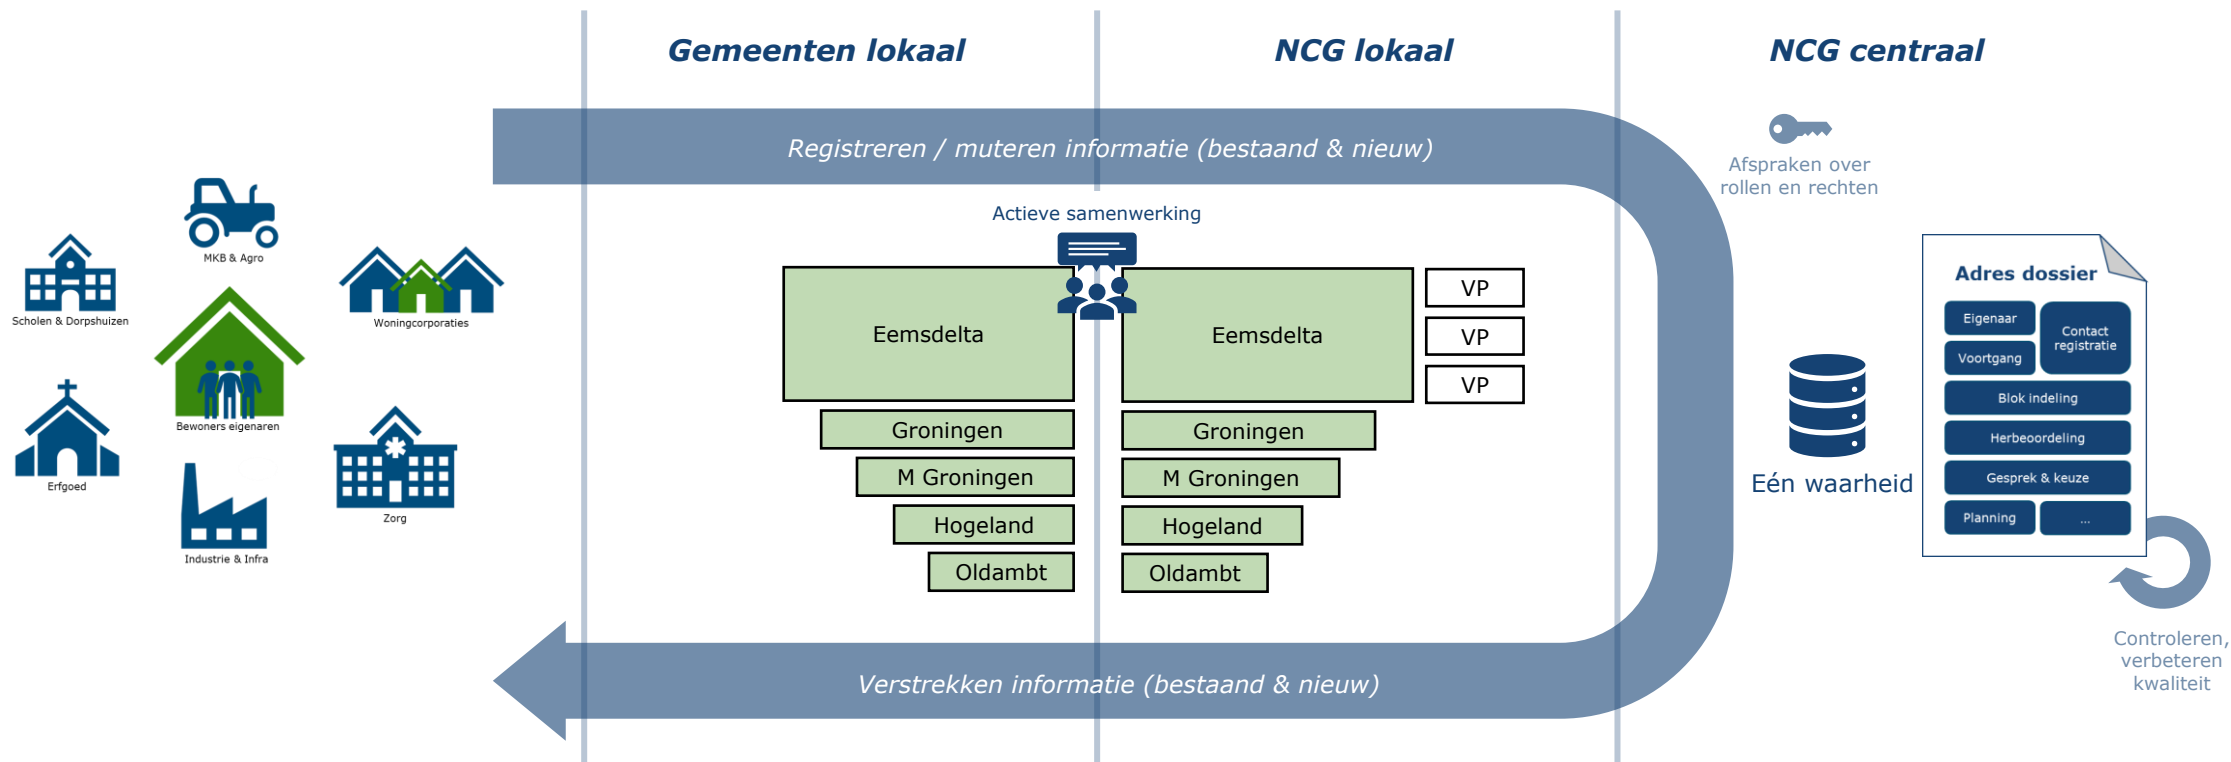 Gemeenten lokaal
NCG lokaal
NCG centraal
Registreren / muteren informatie (bestaand & nieuw)
Afspraken over
rollen en rechten
Actieve samenwerking
MKB & Agro
Scholen & Dorpshuizen
Woningcorporaties
Bewoners eigenaren
Erfgoed
Zorg
Industrie & Infra
Eemsdelta
Groningen
M Groningen
Hogeland
Oldambt
Eemsdelta
Groningen
M Groningen
Hogeland
Oldambt
VP
VP
VP
Eén waarheid
Adres dossier
Eigenaar
Contact
registratie
Voortgang
Blok indeling
Herbeoordeling
Gesprek & keuze
Planning
...
Controleren,
verbeteren
kwaliteit
Verstrekken informatie (bestaand & nieuw)